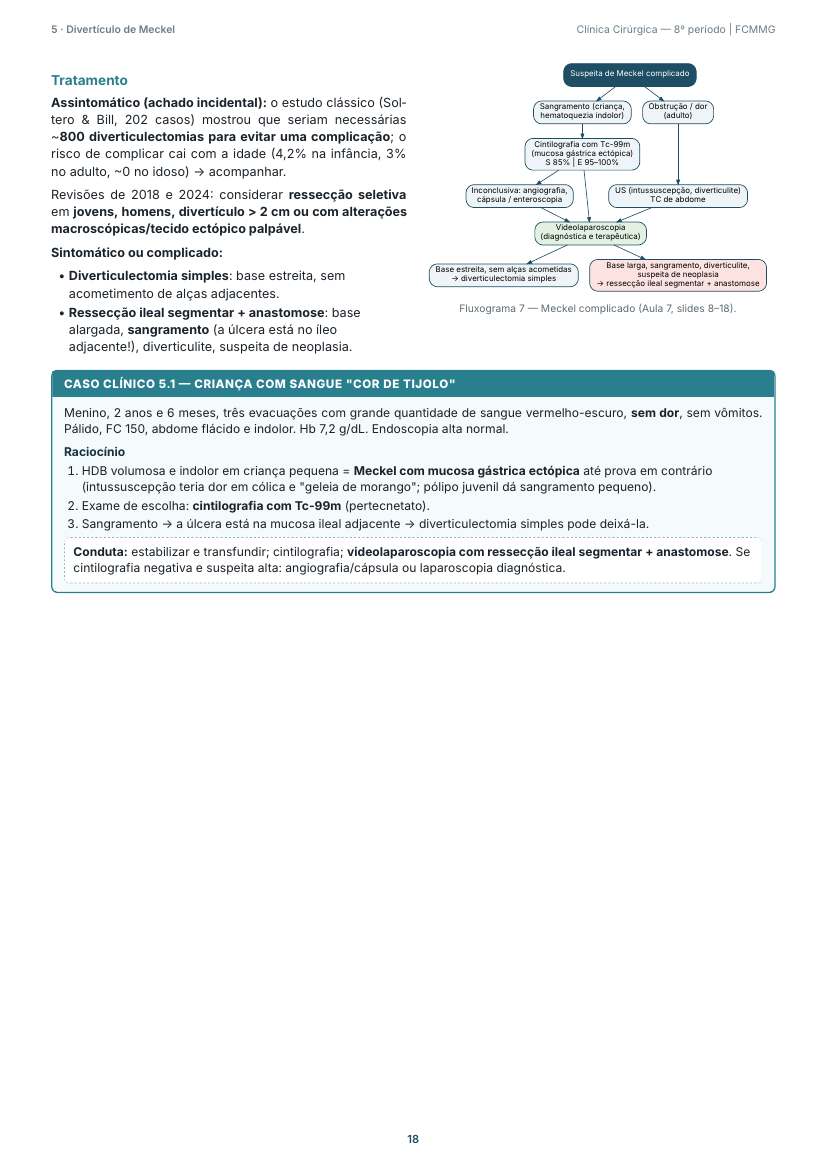 5 · Divertículo de Meckel
Clínica Cirúrgica — 8º período | FCMMG
Tratamento
Assintomático (achado incidental): o estudo clássico (Sol-
tero & Bill, 202 casos) mostrou que seriam necessárias
~800 diverticulectomias para evitar uma complicação; o
risco de complicar cai com a idade (4,2% na infância, 3%
no adulto, ~0 no idoso) → acompanhar.
Revisões de 2018 e 2024: considerar ressecção seletiva
em jovens, homens, divertículo > 2 cm ou com alterações
macroscópicas/tecido ectópico palpável.
Sintomático ou complicado:
• Diverticulectomia simples: base estreita, sem
acometimento de alças adjacentes.
• Ressecção ileal segmentar + anastomose: base
alargada, sangramento (a úlcera está no íleo
adjacente!), diverticulite, suspeita de neoplasia.
Suspeita de Meckel complicado
Sangramento (criança,
hematoquezia indolor)
Obstrução / dor
(adulto)
Cintilografia com Tc-99m
(mucosa gástrica ectópica)
S 85% | E 95–100%
Inconclusiva: angiografia,
cápsula / enteroscopia
US (intussuscepção, diverticulite)
TC de abdome
Videolaparoscopia
(diagnóstica e terapêutica)
Base estreita, sem alças acometidas
→ diverticulectomia simples
Base larga, sangramento, diverticulite,
suspeita de neoplasia
→ ressecção ileal segmentar + anastomose
Fluxograma 7 — Meckel complicado (Aula 7, slides 8–18).
CASO CLÍNICO 5.1 — CRIANÇA COM SANGUE "COR DE TIJOLO"
Menino, 2 anos e 6 meses, três evacuações com grande quantidade de sangue vermelho-escuro, sem dor, sem vômitos.
Pálido, FC 150, abdome flácido e indolor. Hb 7,2 g/dL. Endoscopia alta normal.
Raciocínio
1. HDB volumosa e indolor em criança pequena = Meckel com mucosa gástrica ectópica até prova em contrário
(intussuscepção teria dor em cólica e "geleia de morango"; pólipo juvenil dá sangramento pequeno).
2. Exame de escolha: cintilografia com Tc-99m (pertecnetato).
3. Sangramento → a úlcera está na mucosa ileal adjacente → diverticulectomia simples pode deixá-la.
Conduta: estabilizar e transfundir; cintilografia; videolaparoscopia com ressecção ileal segmentar + anastomose. Se
cintilografia negativa e suspeita alta: angiografia/cápsula ou laparoscopia diagnóstica.
18